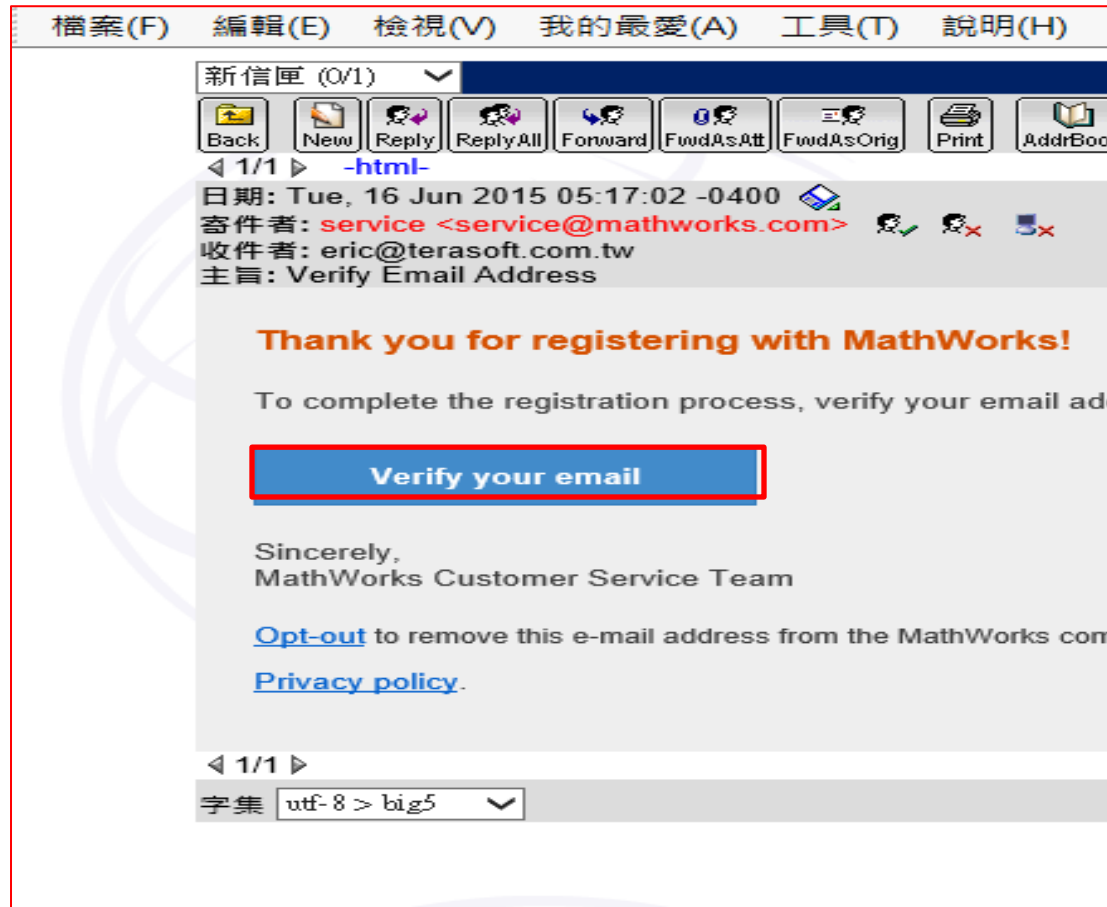 檔案(F) 編輯(E) 檢視(V) 我的最愛(A) 工具(T) 說明(H)
新信匣 (0/1)
Back New Reply ReplyAll Forward FwdAsAtt FwdAsOrig Print AddrBoo
1/1 -html-
日期: Tue, 16 Jun 2015 05:17:02 -0400
寄件者: service <service@mathworks.com>
收件者: eric@terasoft.com.tw
主旨: Verify Email Address
Thank you for registering with MathWorks!
To complete the registration process, verify your email ad
Verify your email
Sincerely,
MathWorks Customer Service Team
Opt-out to remove this e-mail address from the MathWorks com
Privacy policy.
1/1
字集 utf-8 > big5